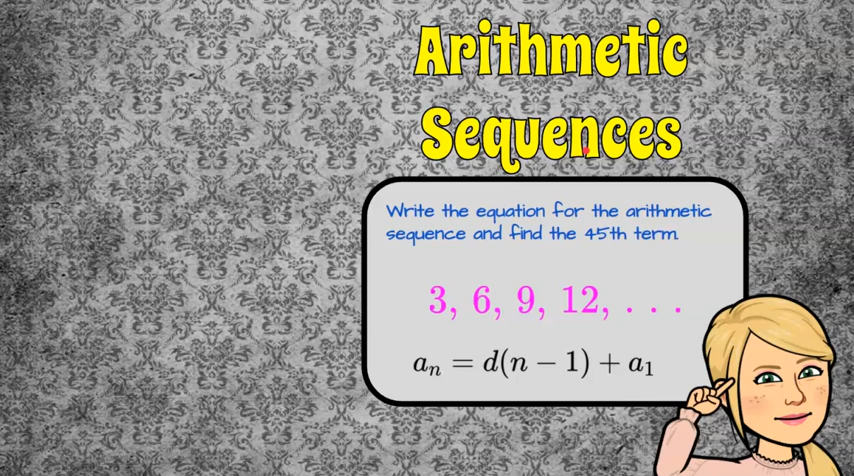 Arithmetic
Sequences
Write the equation for the arithmetic
sequence and find the 45th term.
3, 6, 9, 12, . . .
aₙ = d(n − 1) + a₁